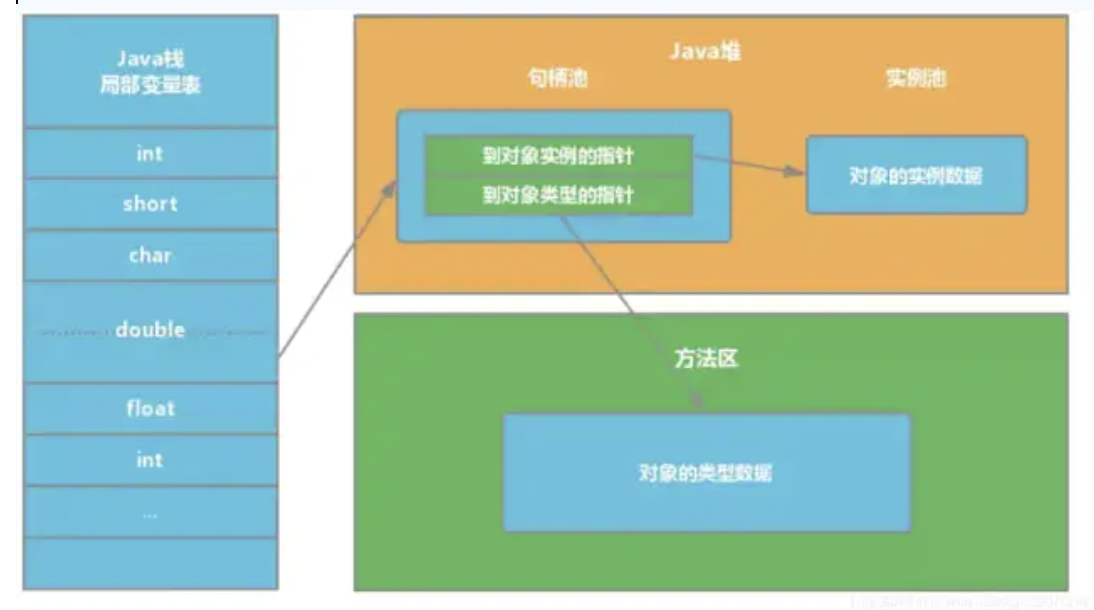 Java栈
局部变量表
int
short
char
double
float
int
...
Java堆
句柄池
实例池
到对象实例的指针
到对象类型的指针
对象的实例数据
方法区
对象的类型数据